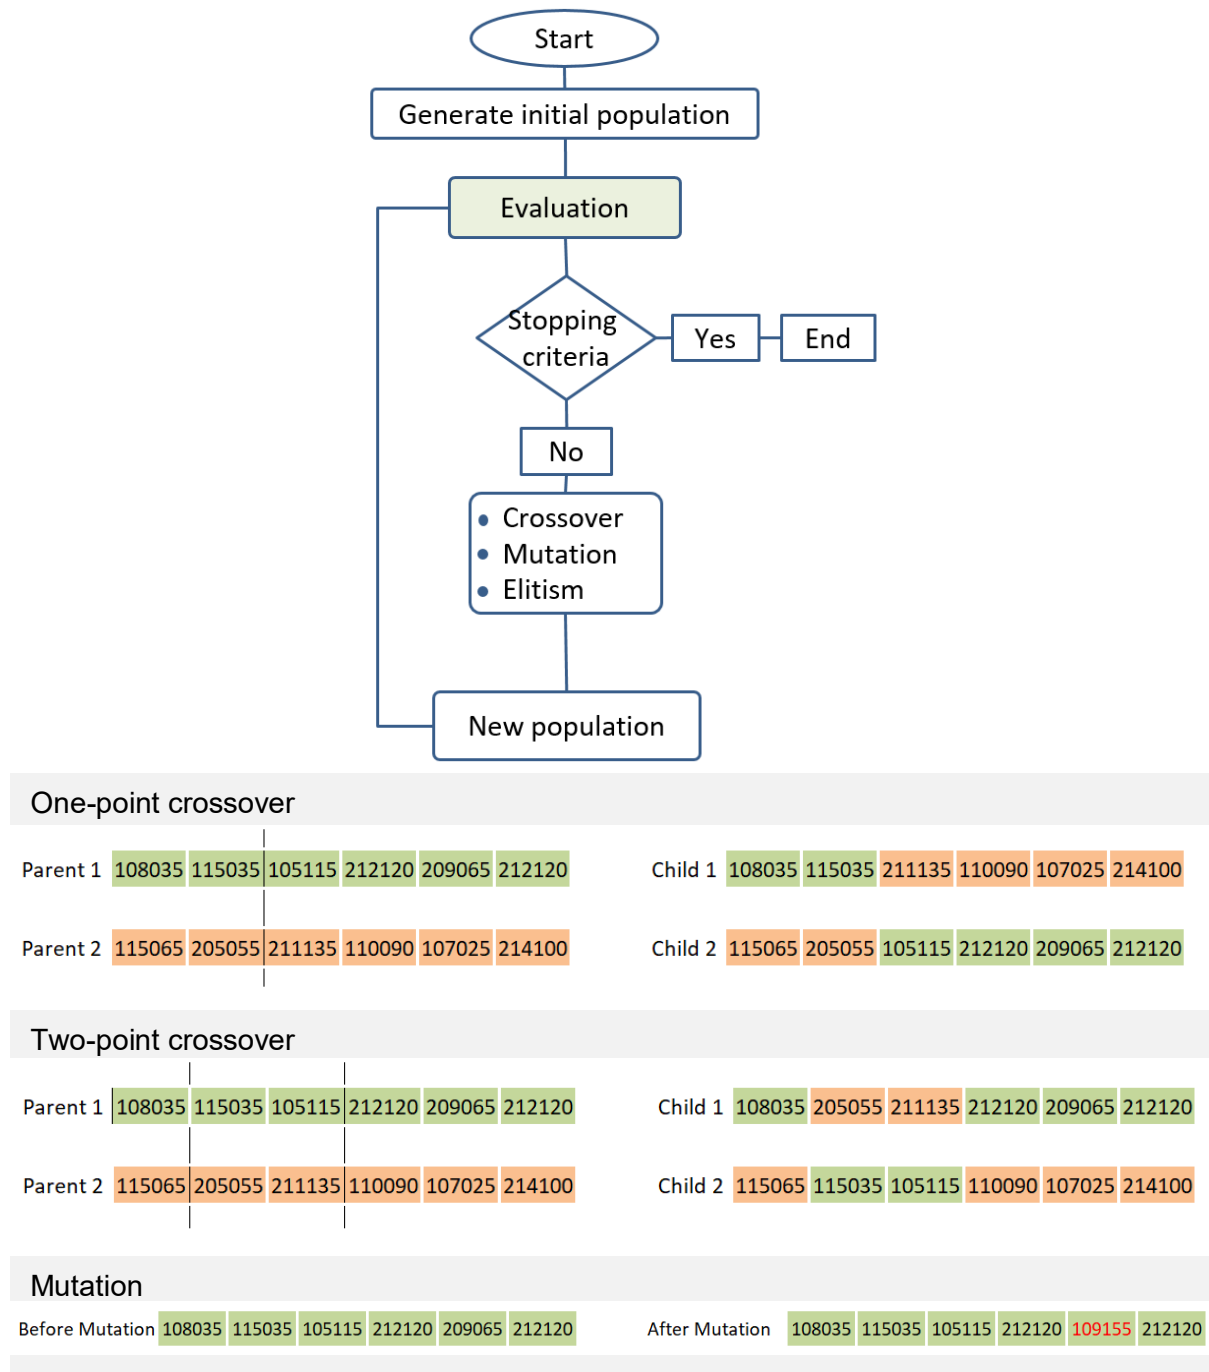 Start
Generate initial population
Evaluation
Stopping
criteria
Yes
End
No
• Crossover
• Mutation
• Elitism
New population
One-point crossover
Parent 1 108035 115035 105115 212120 209065 212120
Child 1 108035 115035 211135 110090 107025 214100
Parent 2 115065 205055 211135 110090 107025 214100
Child 2 115065 205055 105115 212120 209065 212120
Two-point crossover
Parent 1 108035 115035 105115 212120 209065 212120
Child 1 108035 205055 211135 212120 209065 212120
Parent 2 115065 205055 211135 110090 107025 214100
Child 2 115065 115035 105115 110090 107025 214100
Mutation
Before Mutation 108035 115035 105115 212120 209065 212120
After Mutation 108035 115035 105115 212120 109155 212120